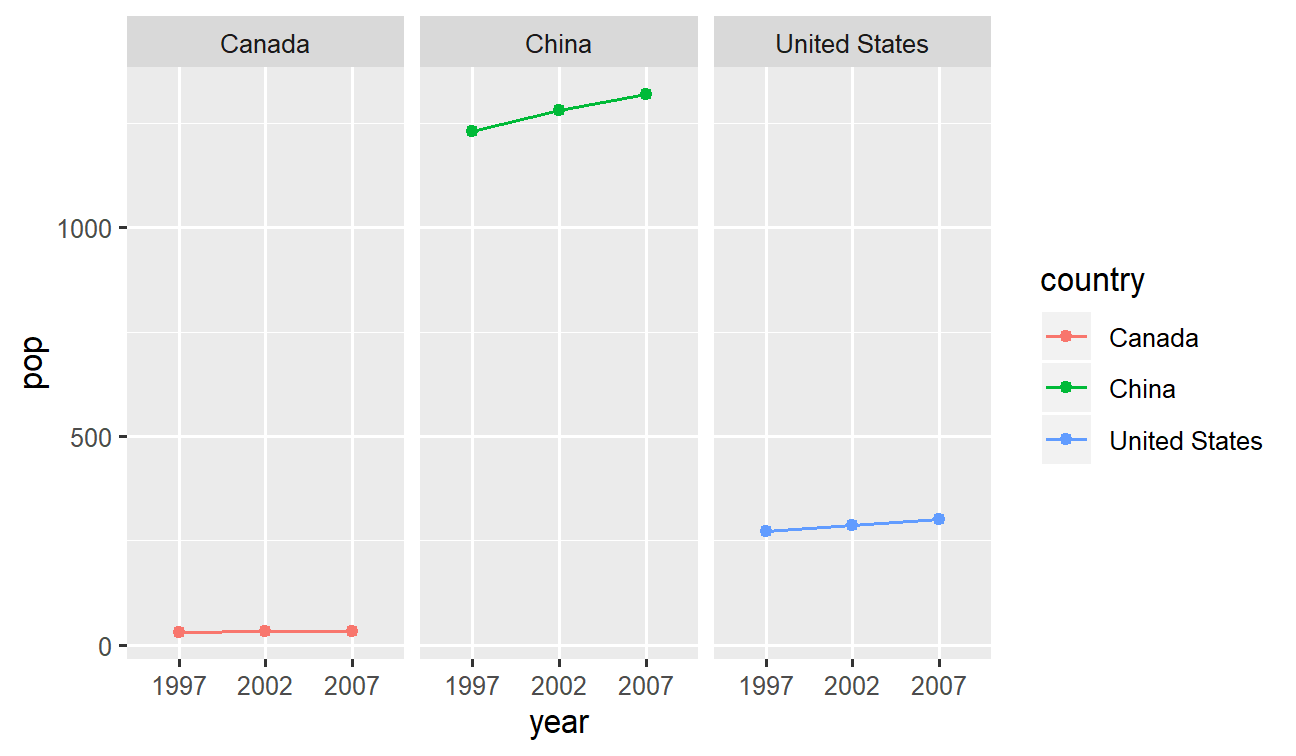 Canada
China
United States
pop
1000
500
0
1997 2002 2007
1997 2002 2007
1997 2002 2007
year
country
Canada
China
United States